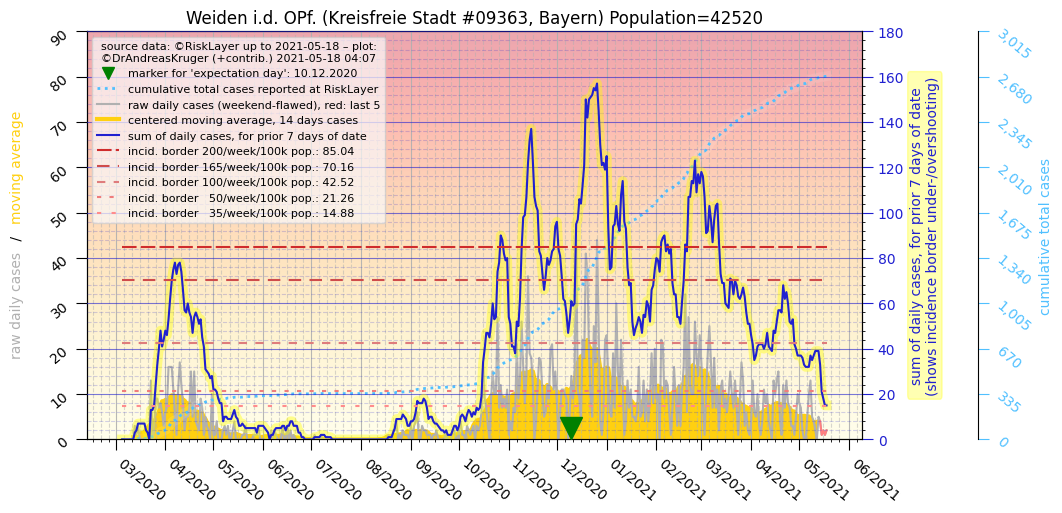 Weiden i.d. OPf. (Kreisfreie Stadt #09363, Bayern) Population=42520
source data: ©RiskLayer up to 2021-05-18 – plot:
©DrAndreasKruger (+contrib.) 2021-05-18 04:07
marker for 'expectation day': 10.12.2020
cumulative total cases reported at RiskLayer
raw daily cases (weekend-flawed), red: last 5
centered moving average, 14 days cases
sum of daily cases, for prior 7 days of date
incid. border 200/week/100k pop.: 85.04
incid. border 165/week/100k pop.: 70.16
incid. border 100/week/100k pop.: 42.52
incid. border   50/week/100k pop.: 21.26
incid. border   35/week/100k pop.: 14.88
raw daily cases  /  moving average
90
80
70
60
50
40
30
20
10
0
03/2020
04/2020
05/2020
06/2020
07/2020
08/2020
09/2020
10/2020
11/2020
12/2020
01/2021
02/2021
03/2021
04/2021
05/2021
06/2021
180
160
140
120
100
80
60
40
20
0
sum of daily cases, for prior 7 days of date
(shows incidence border under-/overshooting)
3,015
2,680
2,345
2,010
1,675
1,340
1,005
670
335
0
cumulative total cases